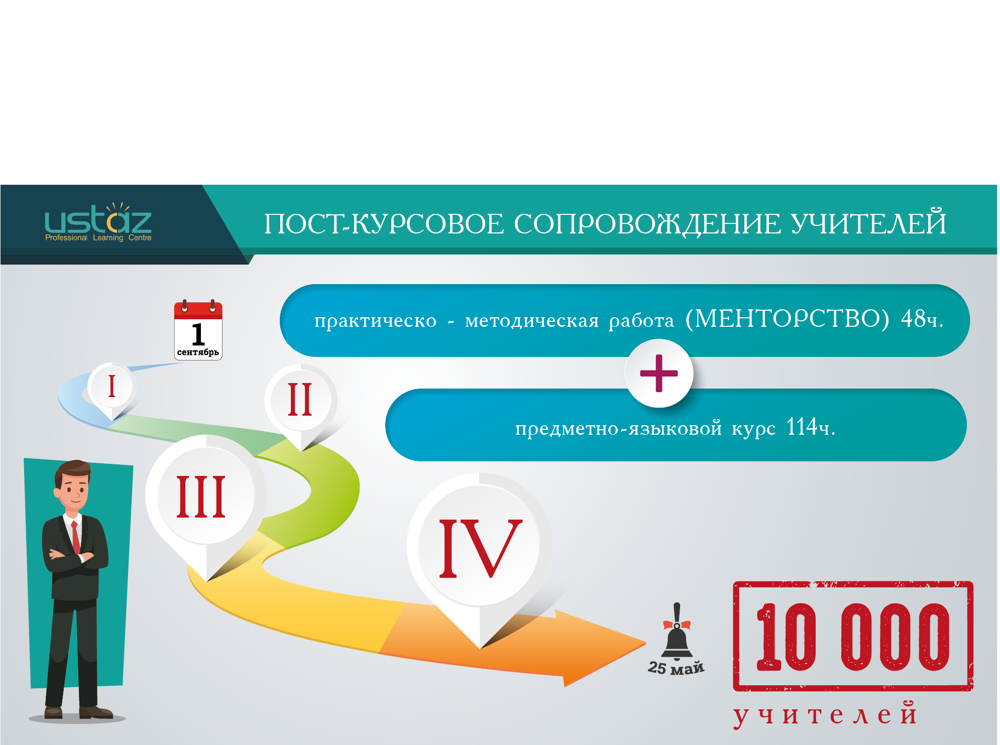 ustaz
Professional Learning Centre
ПОСТ-КУРСОВОЕ СОПРОВОЖДЕНИЕ УЧИТЕЛЕЙ
практическо - методическая работа (МЕНТОРСТВО) 48ч.
+
предметно-языковой курс 114ч.
1
сентябрь
I
II
III
IV
25 май
10 000
учителей